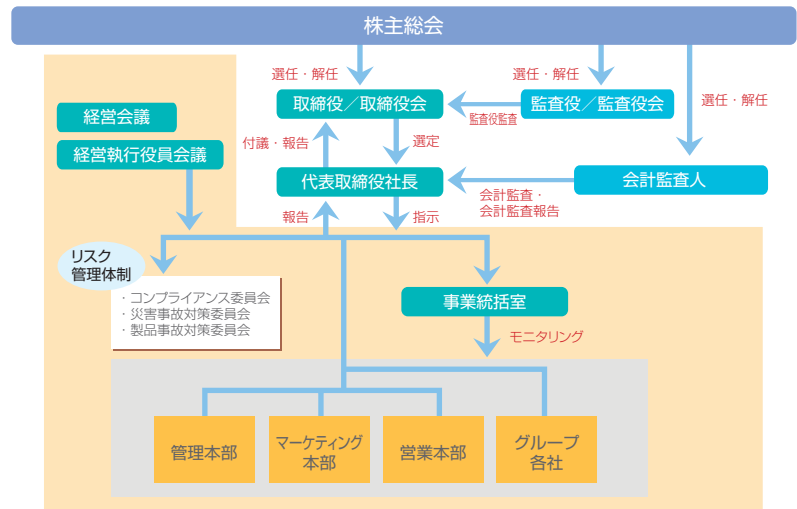 株主総会
選任・解任
選任・解任
選任・解任
経営会議
経営執行役員会議
取締役／取締役会
監査役監査
監査役／監査役会
付議・報告
選定
代表取締役社長
会計監査・
会計監査報告
会計監査人
報告
指示
リスク
管理体制
・コンプライアンス委員会
・災害事故対策委員会
・製品事故対策委員会
事業統括室
モニタリング
管理本部
マーケティング
本部
営業本部
グループ
各社